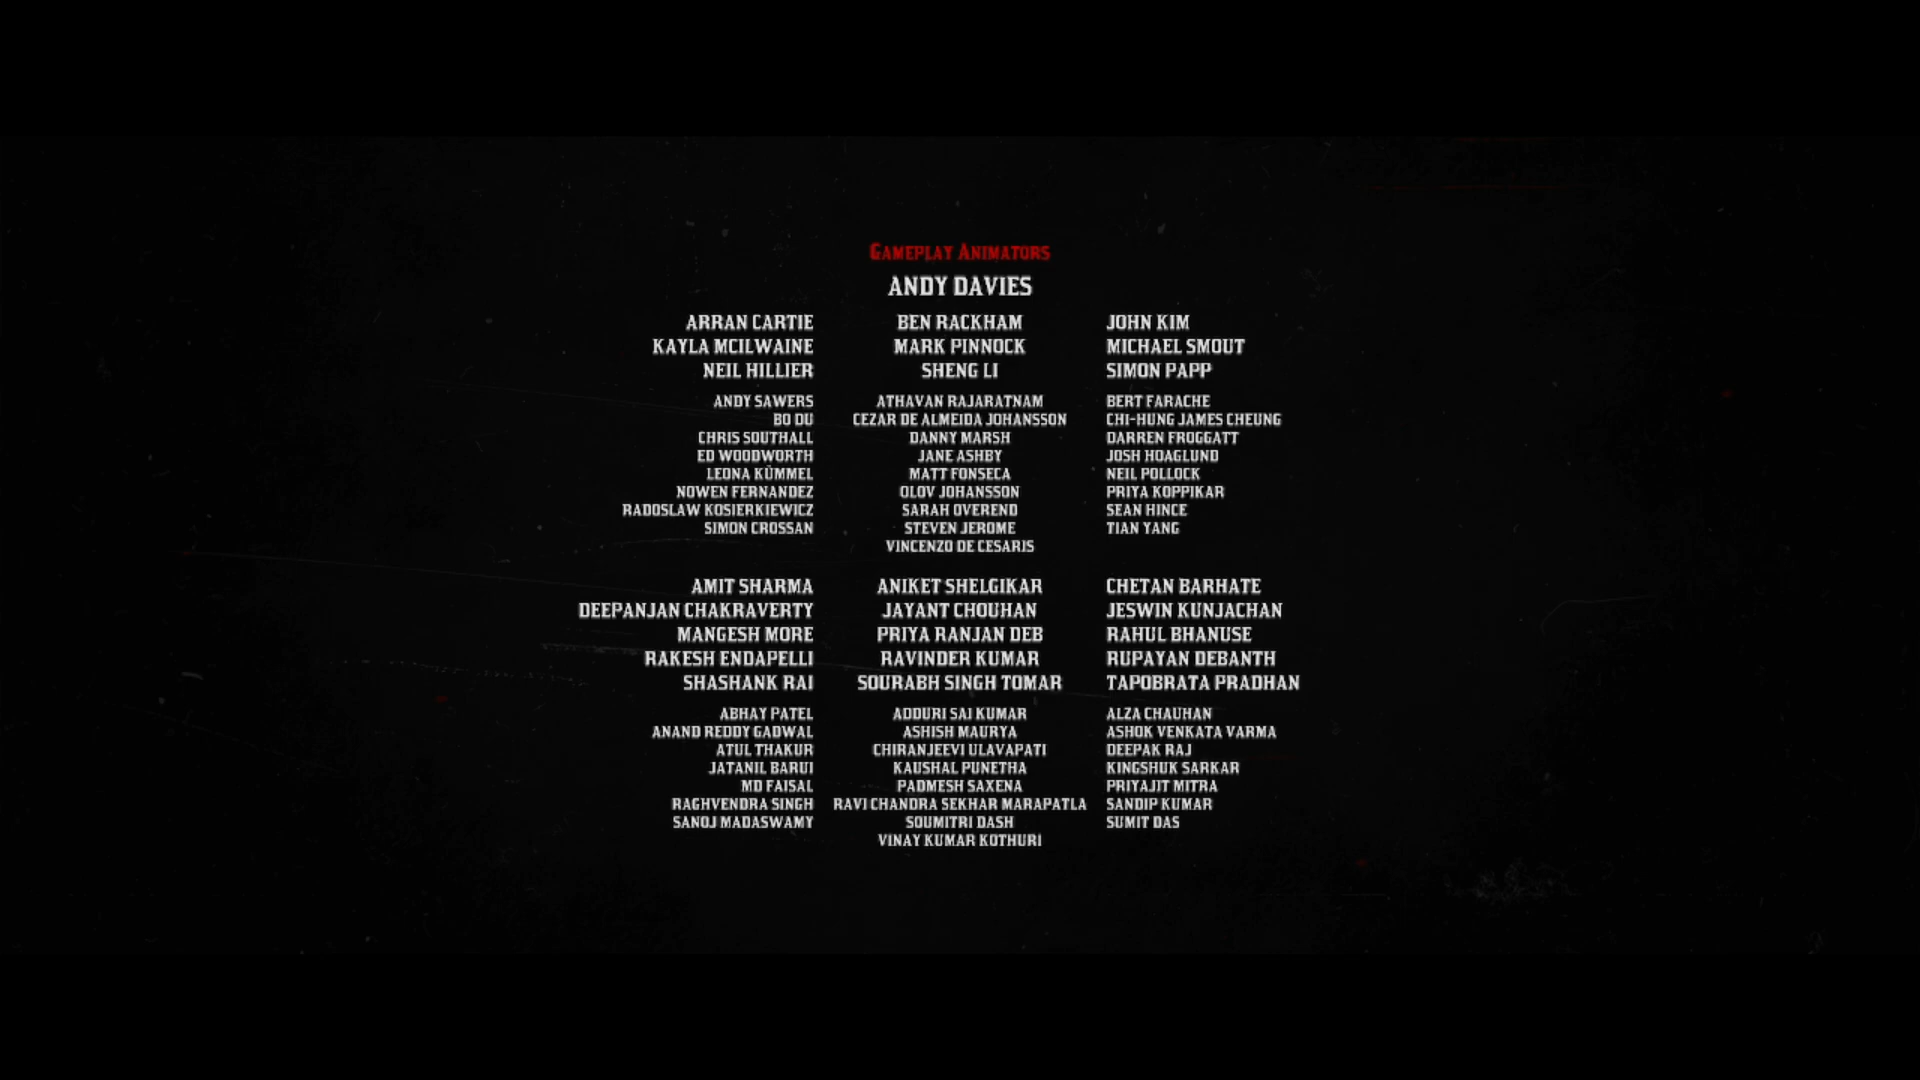 GAMEPLAY ANIMATORS
ANDY DAVIES
ARRAN CARTIE BEN RACKHAM JOHN KIM
KAYLA MCILWAINE MARK PINNOCK MICHAEL SMOUT
NEIL HILLIER SHENG LI SIMON PAPP
ANDY SAWERS ATHAVAN RAJARATNAM BERT FARACHE
BO DU CEZAR DE ALMEIDA JOHANSSON CHI-HUNG JAMES CHEUNG
CHRIS SOUTHALL DANNY MARSH DARREN FROGGATT
ED WOODWORTH JANE ASHBY JOSH HOAGLUND
LEONA KÜMMEL MATT FONSECA NEIL POLLOCK
NOWEN FERNANDEZ OLOV JOHANSSON PRIYA KOPPIKAR
RADOSLAW KOSIERKIEWICZ SARAH OVEREND SEAN HINCE
SIMON CROSSAN STEVEN JEROME TIAN YANG
VINCENZO DE CESARIS
AMIT SHARMA ANIKET SHELGIKAR CHETAN BARHATE
DEEPANJAN CHAKRAVERTY JAYANT CHOUHAN JESWIN KUNJACHAN
MANGESH MORE PRIYA RANJAN DEB RAHUL BHANUSE
RAKESH ENDAPELLI RAVINDER KUMAR RUPAYAN DEBANTH
SHASHANK RAI SOURABH SINGH TOMAR TAPOBRATA PRADHAN
ABHAY PATEL ADDURI SAI KUMAR ALZA CHAUHAN
ANAND REDDY GADWAL ASHISH MAURYA ASHOK VENKATA VARMA
ATUL THAKUR CHIRANJEEVI ULAVAPATI DEEPAK RAJ
JATANIL BARUI KAUSHAL PUNETHA KINGSHUK SARKAR
MD FAISAL PADMESH SAXENA PRIYAJIT MITRA
RAGHVENDRA SINGH RAVI CHANDRA SEKHAR MARAPATLA SANDIP KUMAR
SANOJ MADASWAMY SOUMITRI DASH SUMIT DAS
VINAY KUMAR KOTHURI